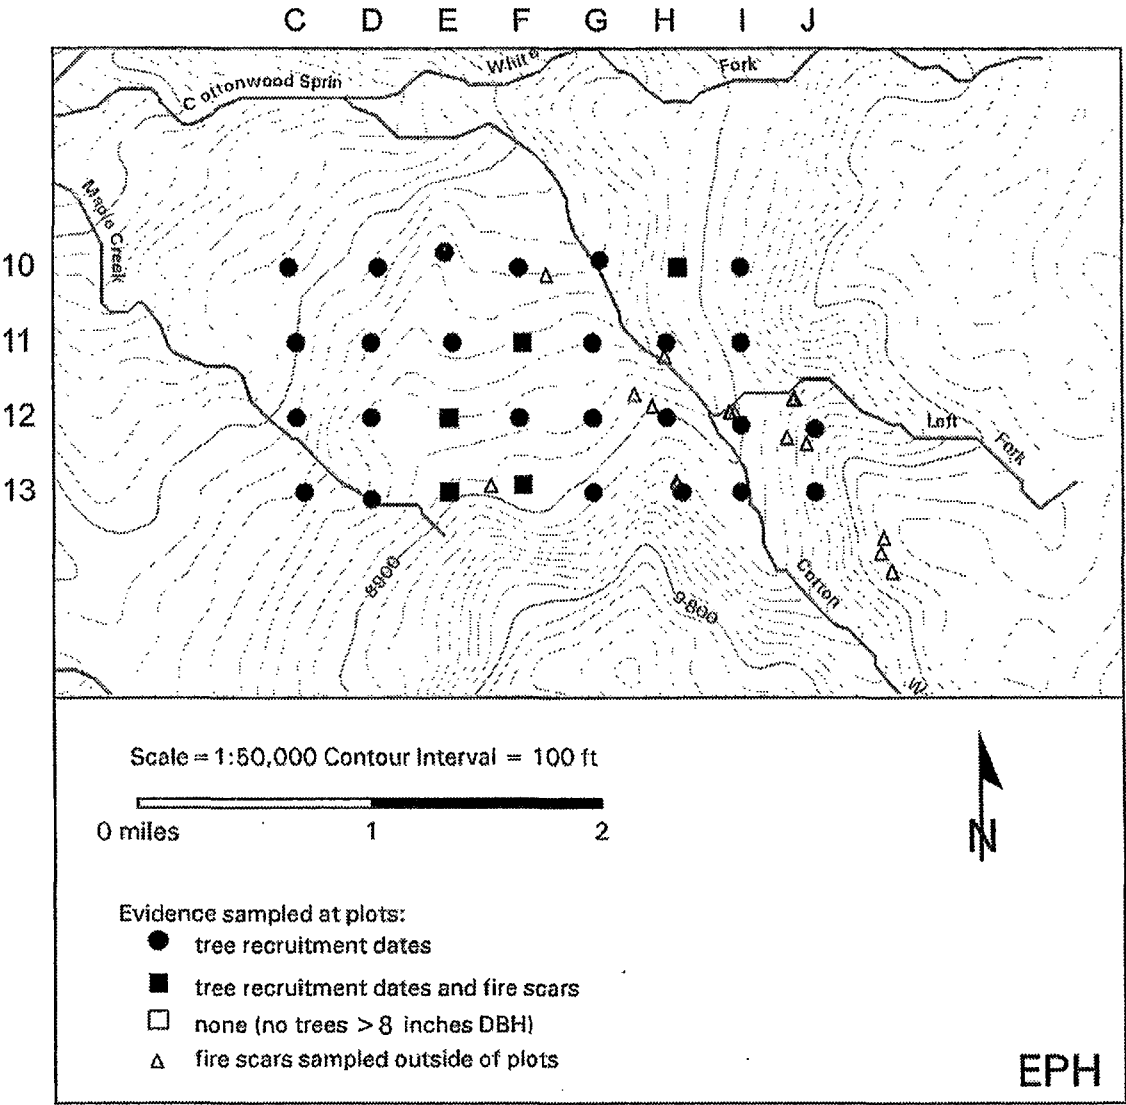 C D E F G H I J
Cottonwood Sprin
White
Fork
Maple Creek
10
11
12
13
Left
Fork
8900
9800
Cotton
W
Scale = 1:50,000 Contour Interval = 100 ft
0 miles 1 2
N
Evidence sampled at plots:
tree recruitment dates
tree recruitment dates and fire scars
none (no trees > 8 inches DBH)
fire scars sampled outside of plots
EPH